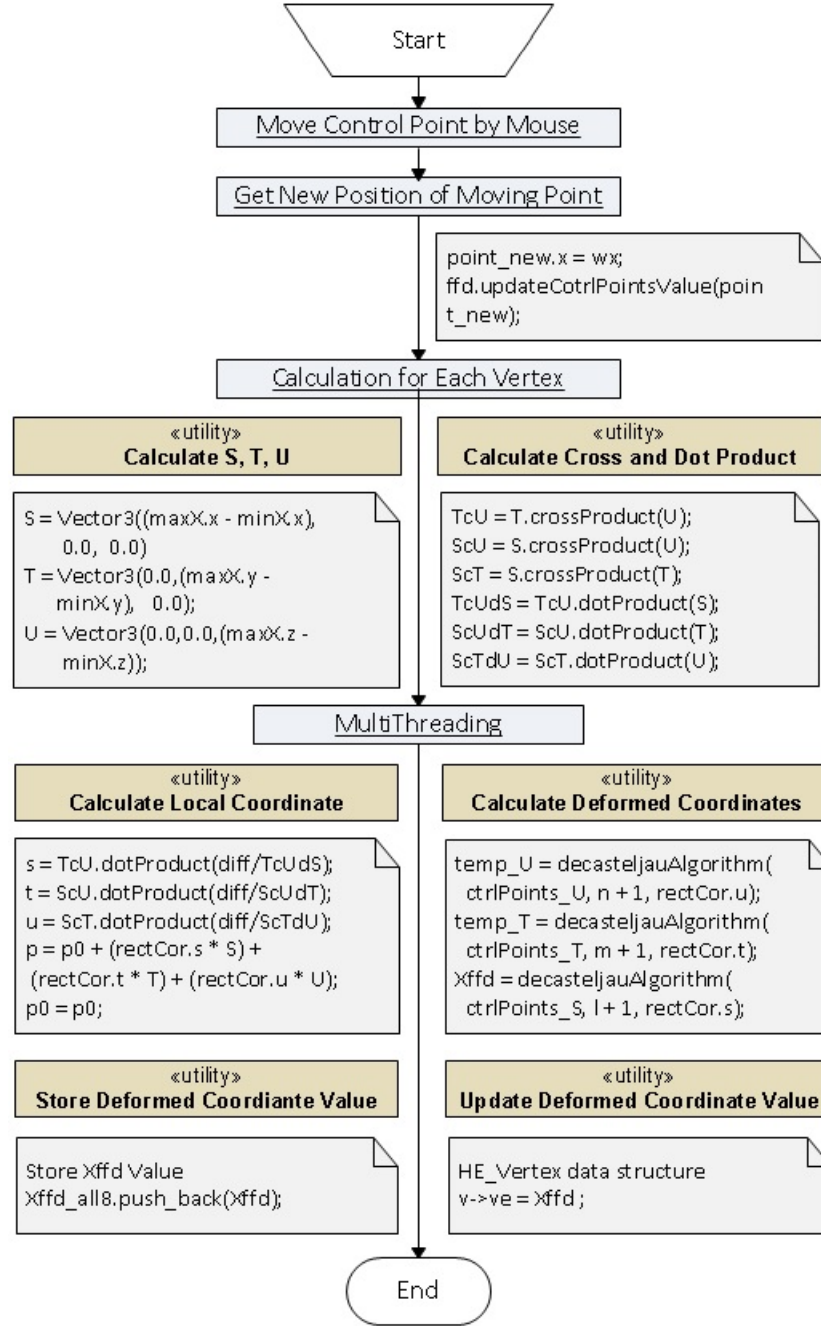 Start
Move Control Point by Mouse
Get New Position of Moving Point
point_new.x = wx;
ffd.updateCotrlPointsValue(poin
t_new);
Calculation for Each Vertex
«utility»
Calculate S, T, U
S = Vector3((maxX.x - minX.x),
0.0, 0.0)
T = Vector3(0.0,(maxX.y -
minX.y), 0.0);
U = Vector3(0.0,0.0,(maxX.z -
minX.z));
«utility»
Calculate Cross and Dot Product
TcU = T.crossProduct(U);
ScU = S.crossProduct(U);
ScT = S.crossProduct(T);
TcUdS = TcU.dotProduct(S);
ScUdT = ScU.dotProduct(T);
ScTdU = ScT.dotProduct(U);
MultiThreading
«utility»
Calculate Local Coordinate
s = TcU.dotProduct(diff/TcUdS);
t = ScU.dotProduct(diff/ScUdT);
u = ScT.dotProduct(diff/ScTdU);
p = p0 + (rectCor.s * S) +
(rectCor.t * T) + (rectCor.u * U);
p0 = p0;
«utility»
Calculate Deformed Coordinates
temp_U = decasteljauAlgorithm(
ctrlPoints_U, n + 1, rectCor.u);
temp_T = decasteljauAlgorithm(
ctrlPoints_T, m + 1, rectCor.t);
Xffd = decasteljauAlgorithm(
ctrlPoints_S, l + 1, rectCor.s);
«utility»
Store Deformed Coordiante Value
Store Xffd Value
Xffd_all8.push_back(Xffd);
«utility»
Update Deformed Coordinate Value
HE_Vertex data structure
v->ve = Xffd ;
End